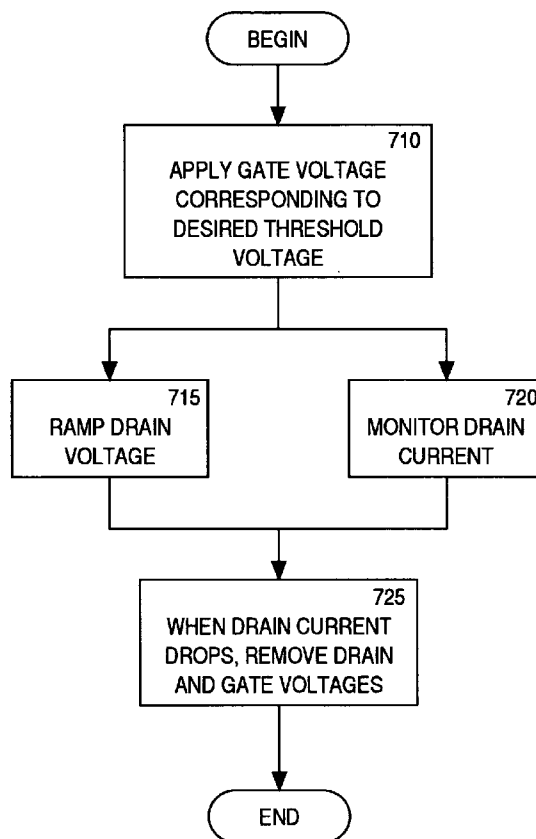 BEGIN
710
APPLY GATE VOLTAGE
CORRESPONDING TO
DESIRED THRESHOLD
VOLTAGE
715
RAMP DRAIN
VOLTAGE
720
MONITOR DRAIN
CURRENT
725
WHEN DRAIN CURRENT
DROPS, REMOVE DRAIN
AND GATE VOLTAGES
END